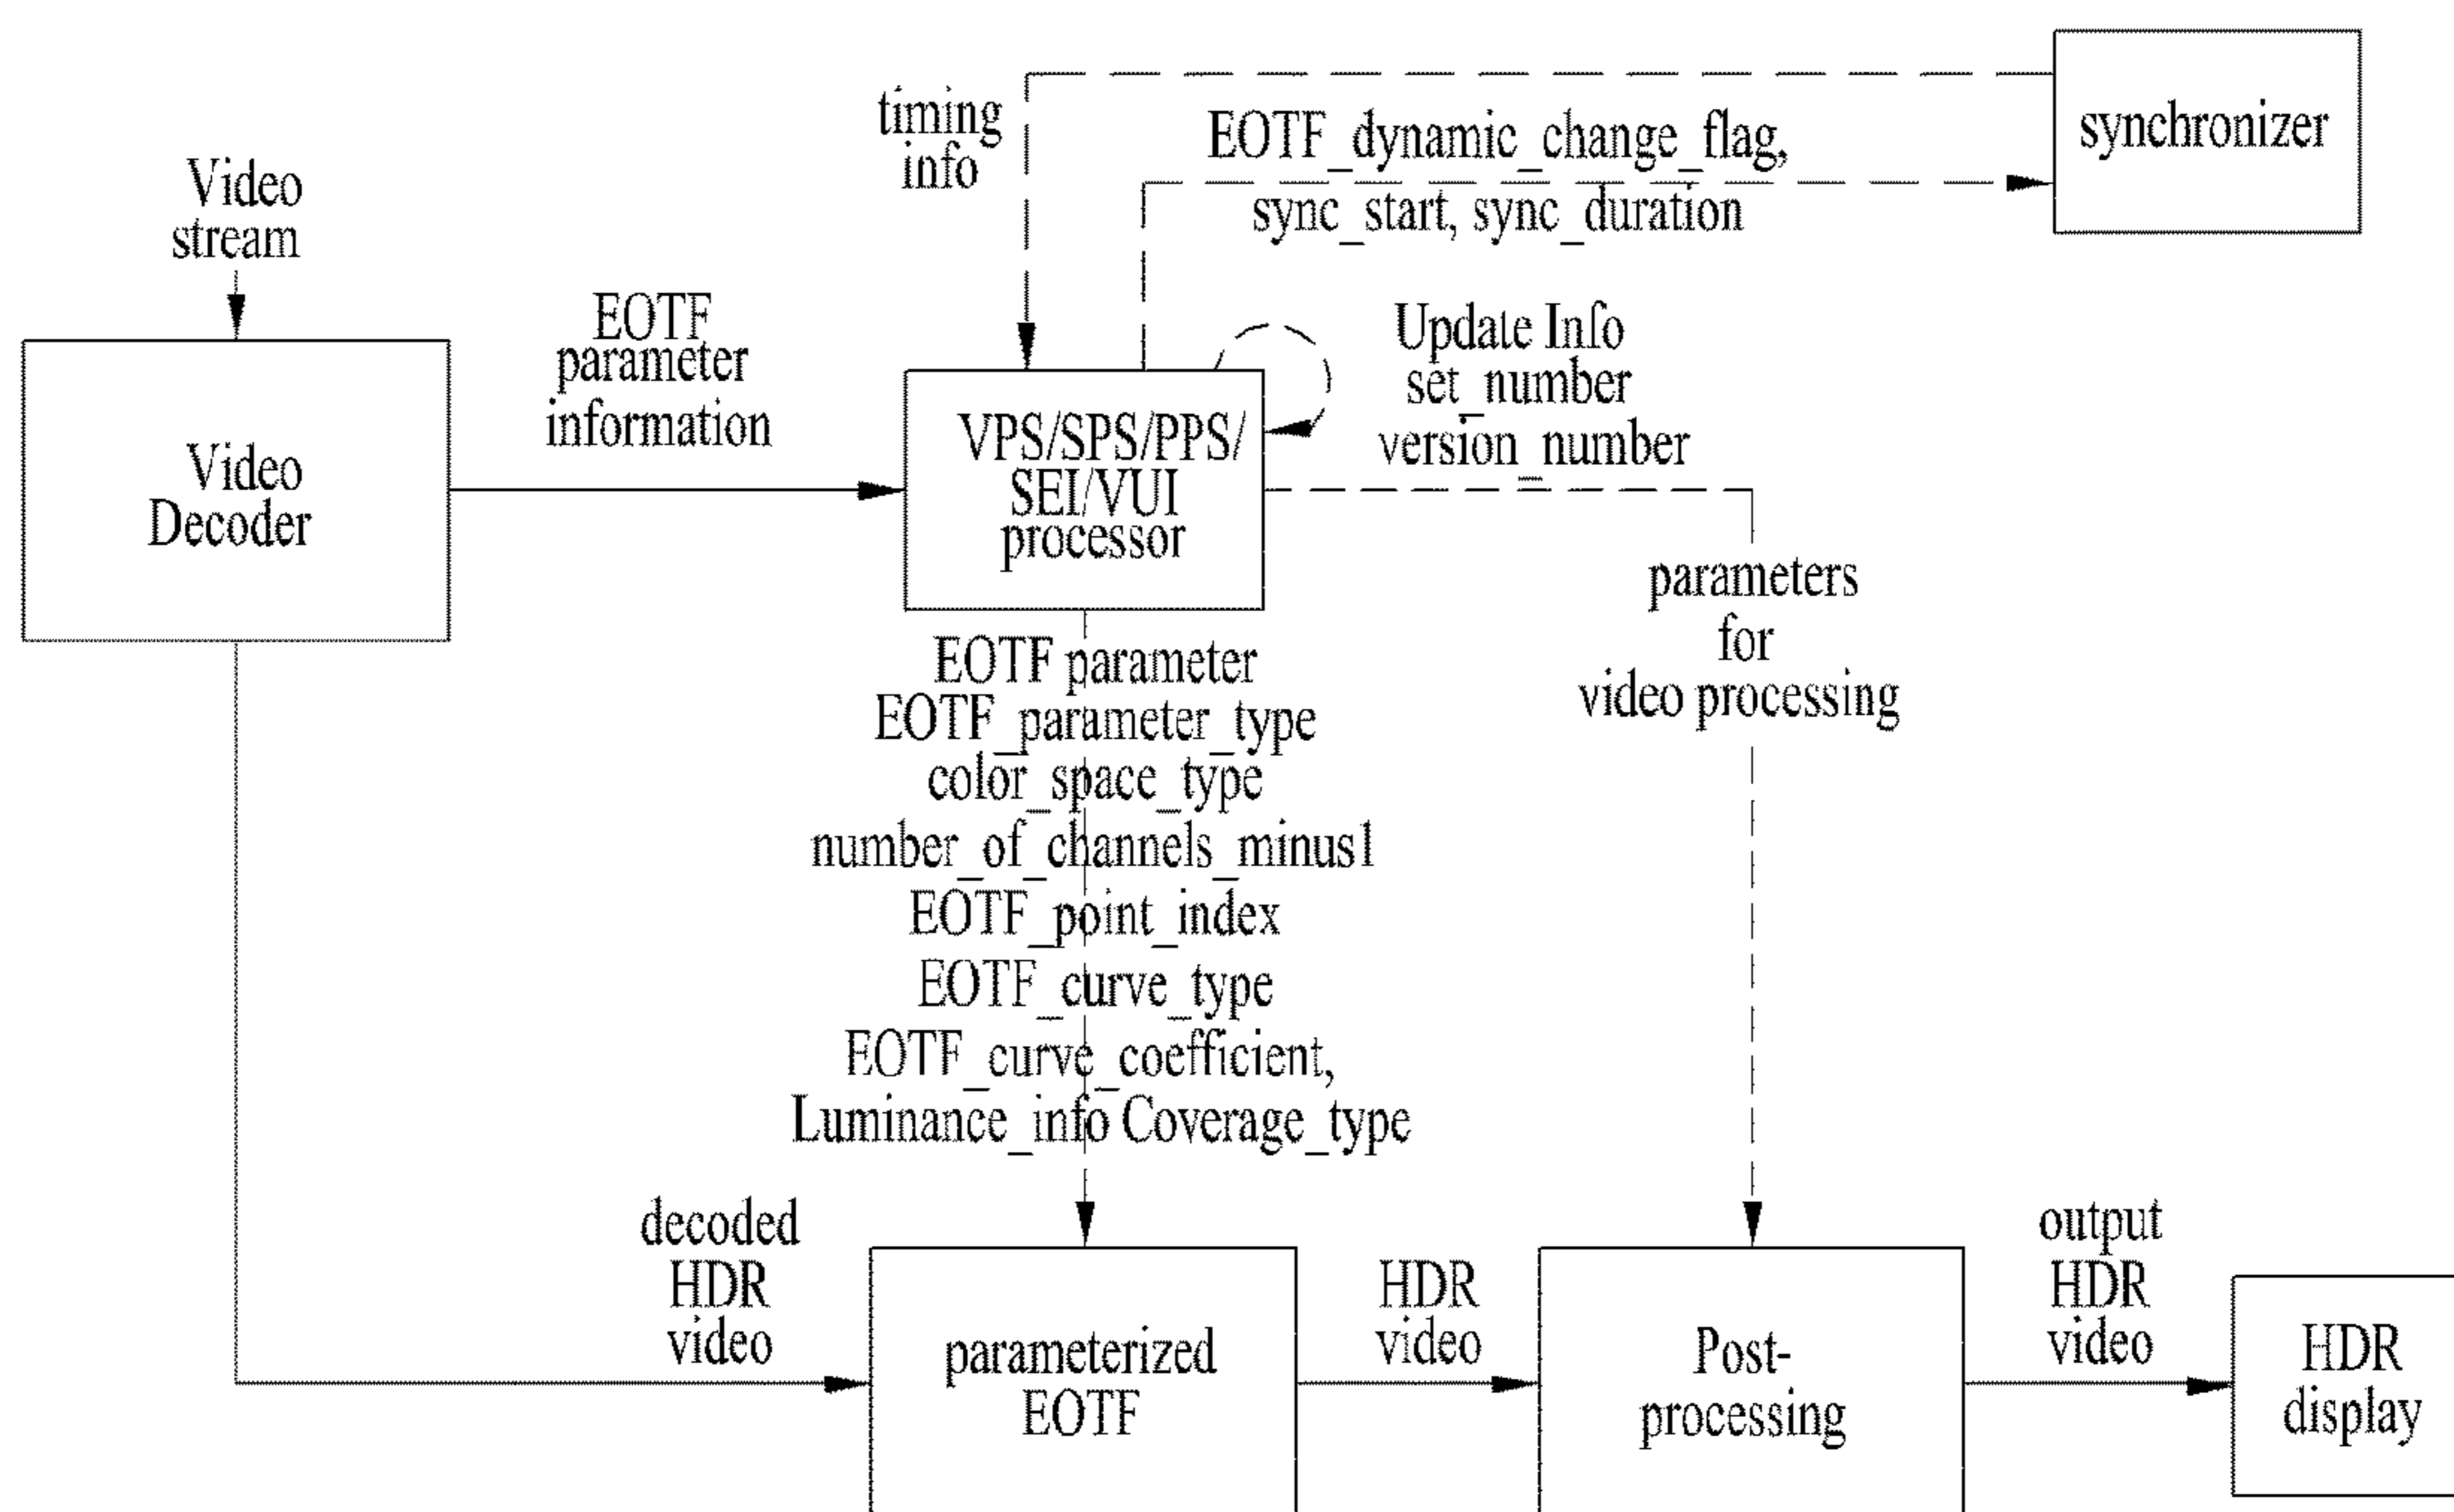 timing
info
EOTF_dynamic_change_flag,
sync_start, sync_duration
synchronizer
Video
stream
EOTF
parameter
information
Update Info
set_number
version_number
Video
Decoder
VPS/SPS/PPS/
SEI/VUI
processor
parameters
for
video processing
EOTF parameter
EOTF_parameter_type
color_space_type
number_of_channels_minus1
EOTF_point_index
EOTF_curve_type
EOTF_curve_coefficient,
Luminance_info Coverage_type
decoded
HDR
video
parameterized
EOTF
HDR
video
Post-
processing
output
HDR
video
HDR
display